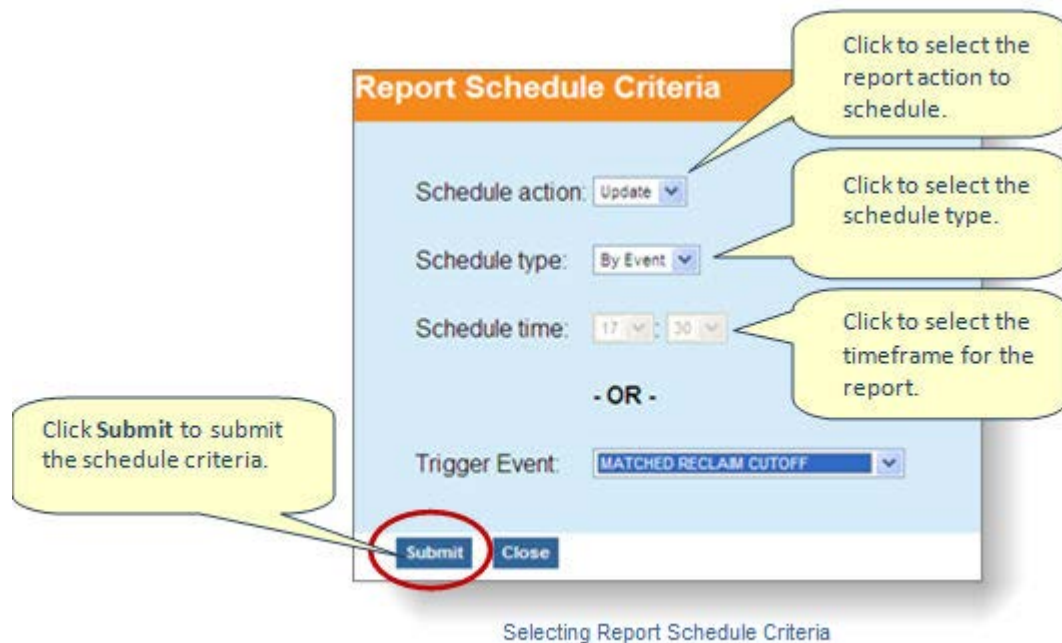 Click to select the
report action to
schedule.
Report Schedule Criteria
Schedule action: Update
Click to select the
schedule type.
Schedule type: By Event
Schedule time: 17 : 30
Click to select the
timeframe for the
report.
- OR -
Click Submit to submit
the schedule criteria.
Trigger Event: MATCHED RECLAIM CUTOFF
Submit Close
Selecting Report Schedule Criteria